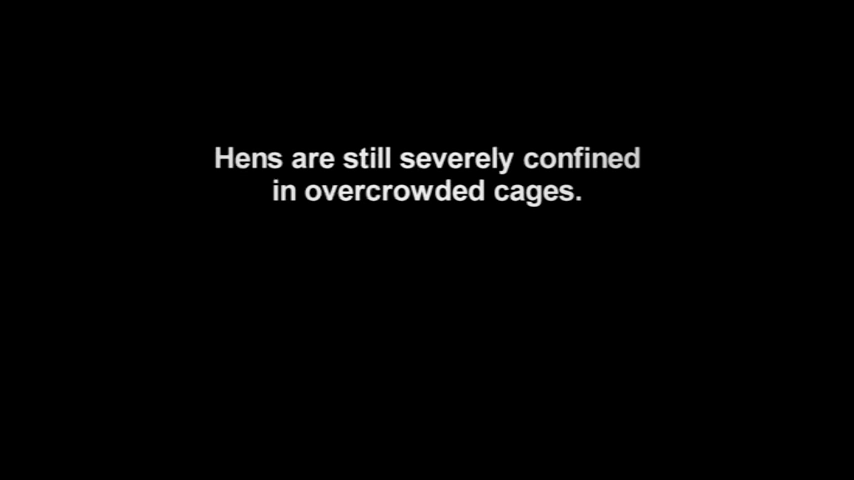 Hens are still severely confined
in overcrowded cages.